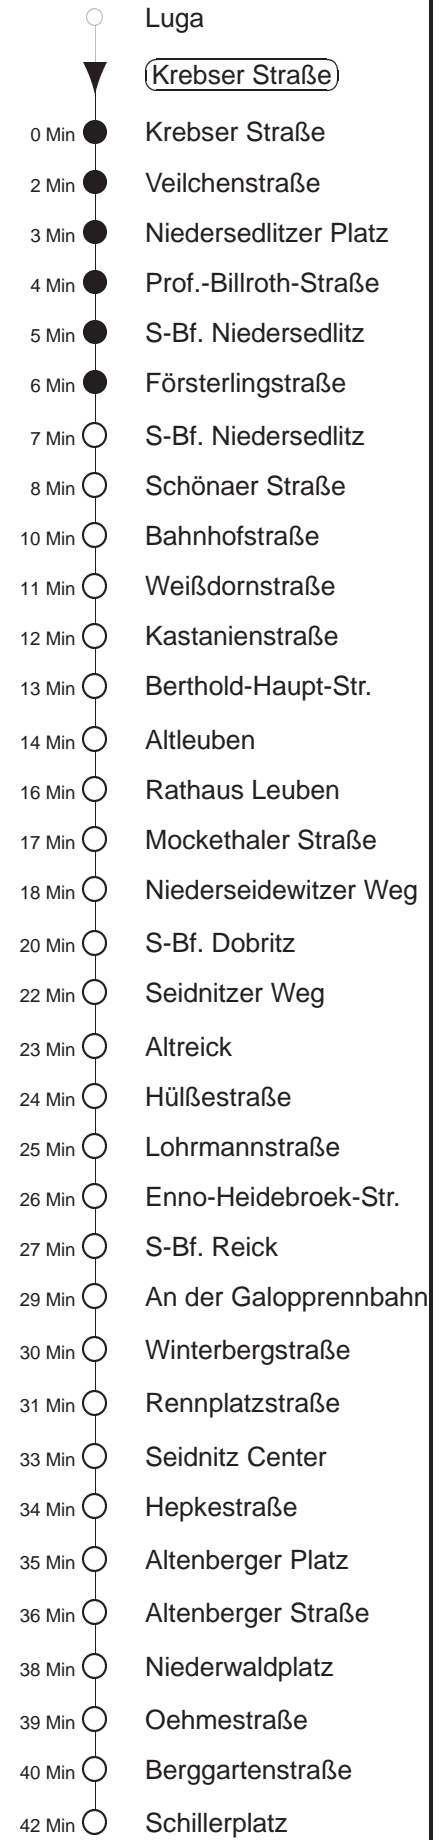 Luga
Krebser Straße
0 Min Krebser Straße
2 Min Veilchenstraße
3 Min Niedersedlitzer Platz
4 Min Prof.-Billroth-Straße
5 Min S-Bf. Niedersedlitz
6 Min Försterlingstraße
7 Min S-Bf. Niedersedlitz
8 Min Schönaer Straße
10 Min Bahnhofstraße
11 Min Weißdornstraße
12 Min Kastanienstraße
13 Min Berthold-Haupt-Str.
14 Min Altleuben
16 Min Rathaus Leuben
17 Min Mockethaler Straße
18 Min Niederseidewitzer Weg
20 Min S-Bf. Dobritz
22 Min Seidnitzer Weg
23 Min Altreick
24 Min Hülßestraße
25 Min Lohrmannstraße
26 Min Enno-Heidebroek-Str.
27 Min S-Bf. Reick
29 Min An der Galopprennbahn
30 Min Winterbergstraße
31 Min Rennplatzstraße
33 Min Seidnitz Center
34 Min Hepkestraße
35 Min Altenberger Platz
36 Min Altenberger Straße
38 Min Niederwaldplatz
39 Min Oehmestraße
40 Min Berggartenstraße
42 Min Schillerplatz